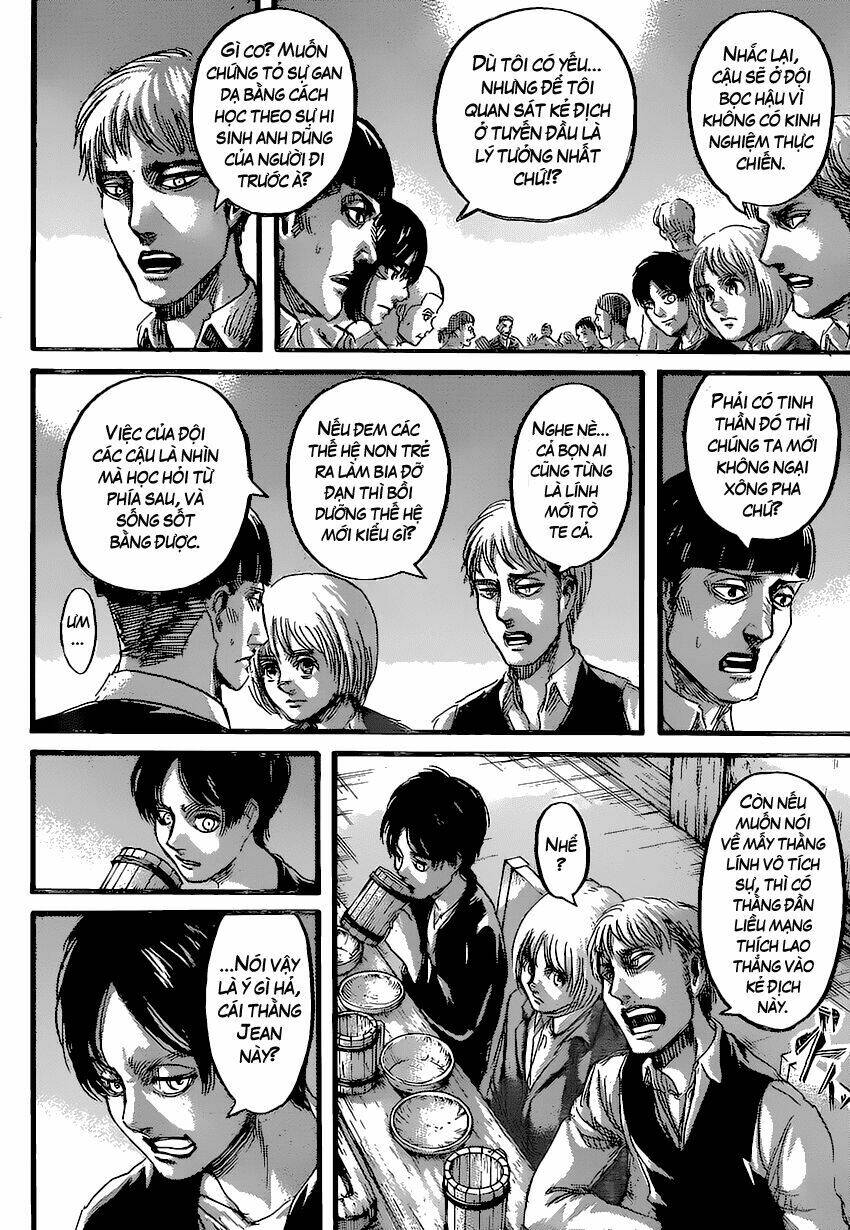 NHẮC LẠI,
CẬU SẼ Ở ĐỘI
BỌC HẬU VÌ
KHÔNG CÓ KINH
NGHIỆM THỰC
CHIẾN.
DÙ TÔI CÓ YẾU...
NHƯNG ĐỂ TÔI
QUAN SÁT KẺ ĐỊCH
Ở TUYẾN ĐẦU LÀ
LÝ TƯỞNG NHẤT
CHỨ!?
GÌ CƠ? MUỐN
CHỨNG TỎ SỰ GAN
DẠ BẰNG CÁCH
HỌC THEO SỰ HI
SINH ANH DŨNG
CỦA NGƯỜI ĐI
TRƯỚC À?
PHẢI CÓ TINH
THẦN ĐÓ THÌ
CHÚNG TA MỚI
KHÔNG NGẠI
XÔNG PHA
CHỨ?
NGHE NÈ...
CẢ BỌN AI
CŨNG TỪNG
LÀ LÍNH
MỚI TÒ
TE CẢ.
NẾU ĐEM CÁC
THẾ HỆ NON TRẺ
RA LÀM BIA ĐỠ
ĐẠN THÌ BỒI
DƯỠNG THẾ HỆ
MỚI KIỂU GÌ?
VIỆC CỦA ĐỘI
CÁC CẬU LÀ NHÌN
MÀ HỌC HỎI TỪ
PHÍA SAU, VÀ
SỐNG SÓT
BẰNG ĐƯỢC.
ƯM
...
CÒN NẾU
MUỐN NÓI
VỀ MẤY THẰNG
LÍNH VÔ TÍCH
SỰ, THÌ CÓ
THẰNG ĐẦN
LIỀU MẠNG
THÍCH LAO
THẲNG VÀO
KẺ ĐỊCH
NÀY.
NHỂ
?
...NÓI VẬY
LÀ Ý GÌ HẢ,
CÁI THẰNG
JEAN
NÀY?